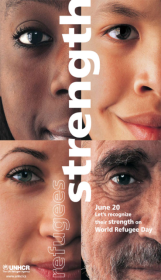 strength
refugees
June 20
Let's recognize
their strength on
World Refugee Day
UNHCR